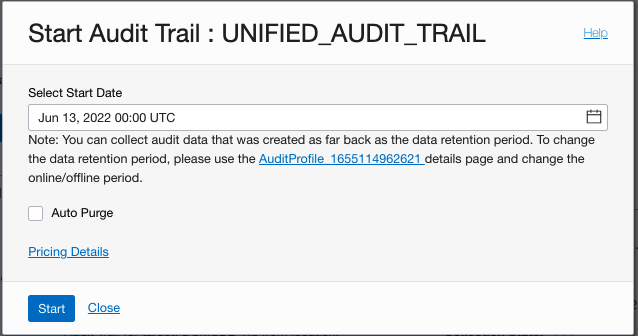 Start Audit Trail : UNIFIED_AUDIT_TRAIL
Help
Select Start Date
Jun 13, 2022 00:00 UTC
Note: You can collect audit data that was created as far back as the data retention period. To change
the data retention period, please use the AuditProfile_1655114962621 details page and change the
online/offline period.
Auto Purge
Pricing Details
Start
Close